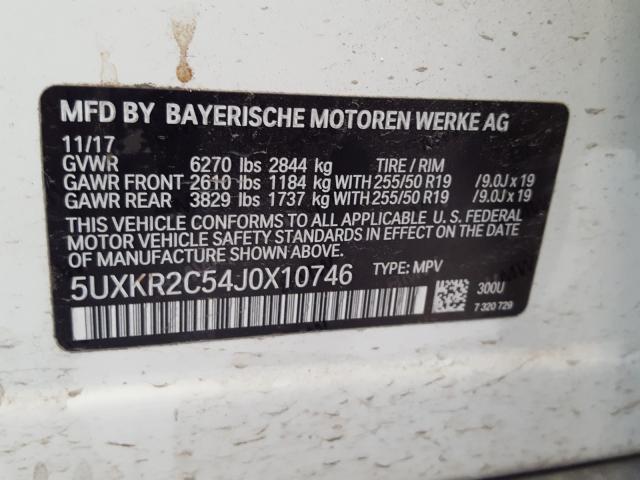 MFD BY BAYERISCHE MOTOREN WERKE AG
11/17
GVWR 6270 lbs 2844 kg TIRE / RIM
GAWR FRONT 2610 lbs 1184 kg WITH 255/50 R19 /9.0J x 19
GAWR REAR 3829 lbs 1737 kg WITH 255/50 R19 /9.0J x 19
THIS VEHICLE CONFORMS TO ALL APPLICABLE U. S. FEDERAL
MOTOR VEHICLE SAFETY STANDARDS IN EFFECT ON THE
DATE OF MANUFACTURE SHOWN ABOVE.
5UXKR2C54J0X10746 TYPE: MPV
300U
7 320 729